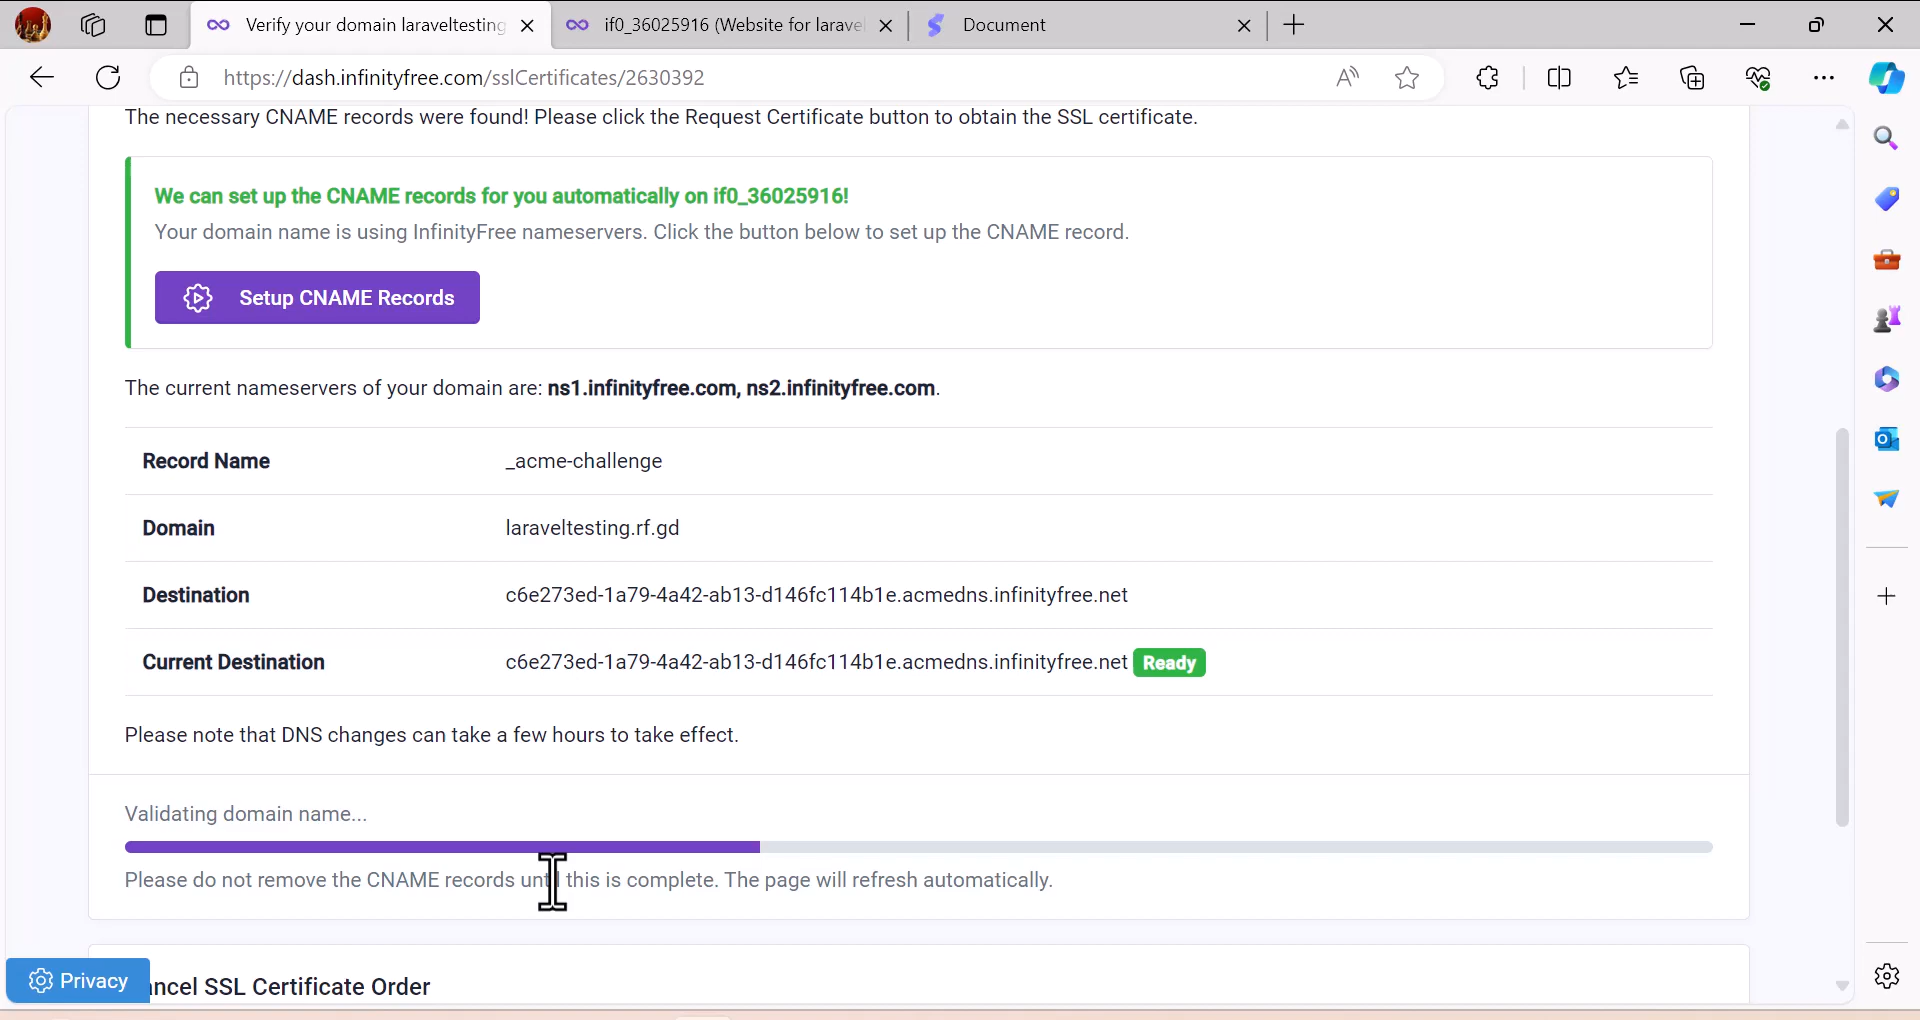 Verify your domain laraveltesting
if0_36025916 (Website for larave
Document
https://dash.infinityfree.com/sslCertificates/2630392
The necessary CNAME records were found! Please click the Request Certificate button to obtain the SSL certificate.
We can set up the CNAME records for you automatically on if0_36025916!
Your domain name is using InfinityFree nameservers. Click the button below to set up the CNAME record.
Setup CNAME Records
The current nameservers of your domain are: ns1.infinityfree.com, ns2.infinityfree.com.
Record Name _acme-challenge
Domain laraveltesting.rf.gd
Destination c6e273ed-1a79-4a42-ab13-d146fc114b1e.acmedns.infinityfree.net
Current Destination c6e273ed-1a79-4a42-ab13-d146fc114b1e.acmedns.infinityfree.net Ready
Please note that DNS changes can take a few hours to take effect.
Validating domain name...
Please do not remove the CNAME records until this is complete. The page will refresh automatically.
Privacy
ancel SSL Certificate Order